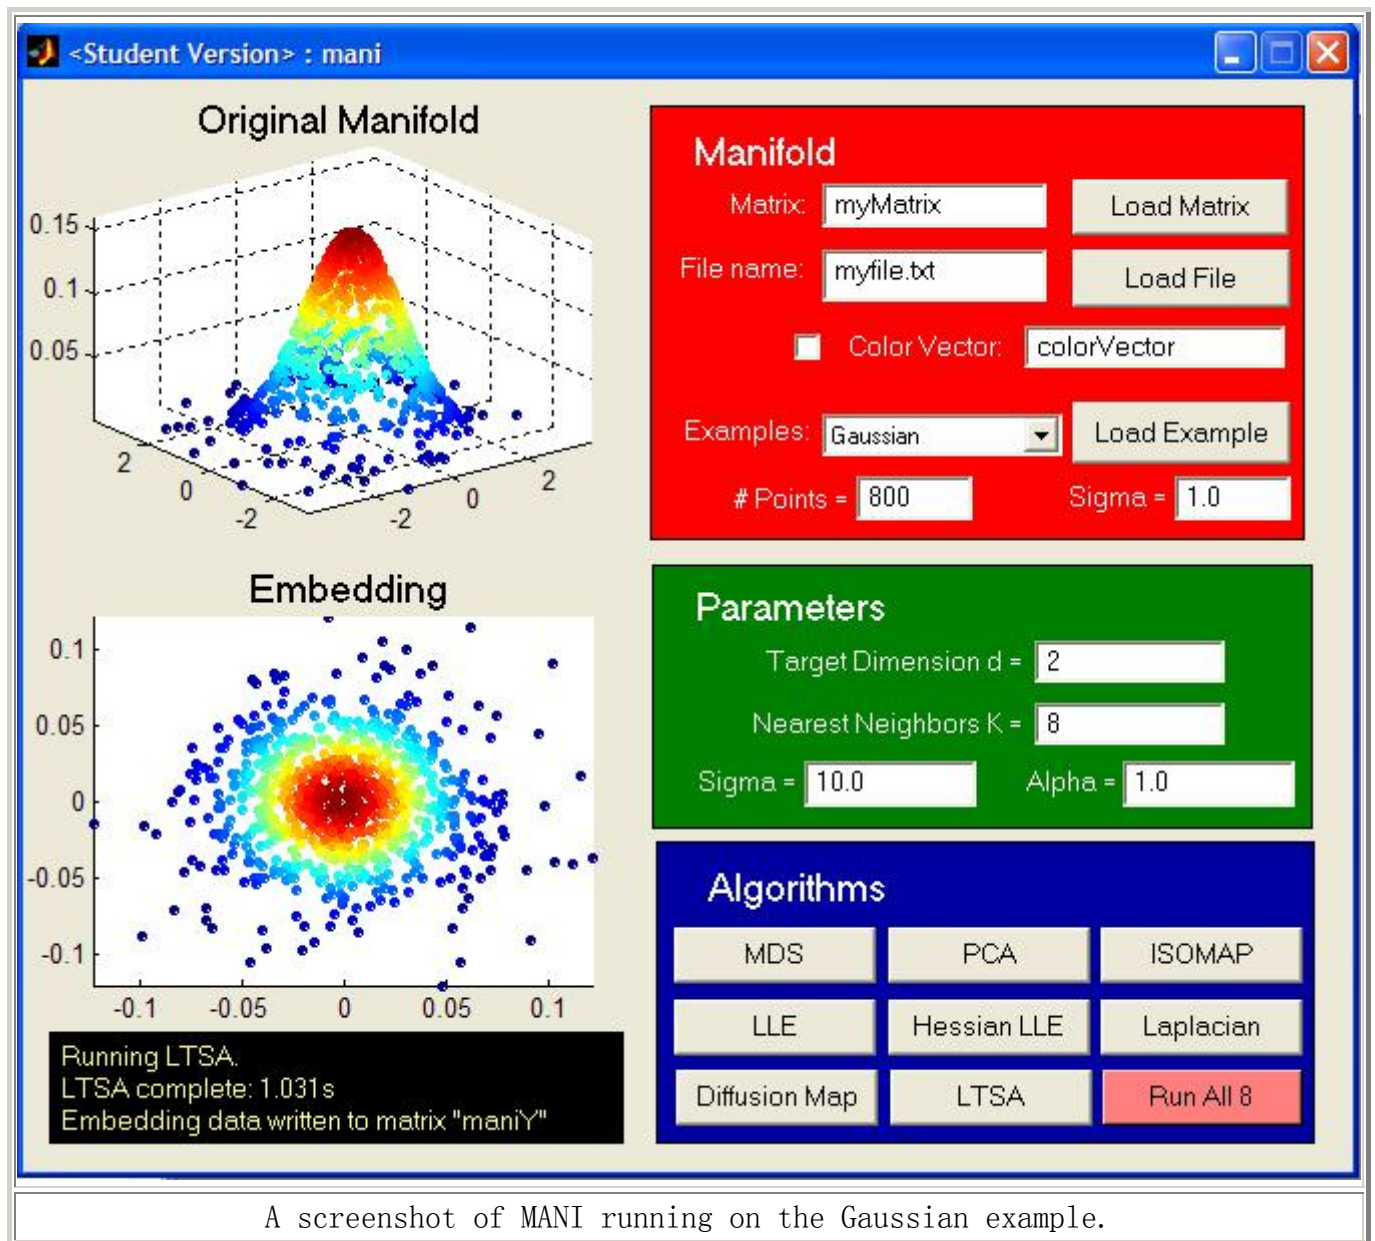 <Student Version> : mani
Original Manifold
0.15
0.1
0.05
2
0
-2
-2
0
2
Embedding
0.1
0.05
0
-0.05
-0.1
-0.1
-0.05
0
0.05
0.1
Running LTSA.
LTSA complete: 1.031s
Embedding data written to matrix "maniY"
Manifold
Matrix: myMatrix Load Matrix
File name: myfile.txt Load File
Color Vector: colorVector
Examples: Gaussian Load Example
# Points = 800 Sigma = 1.0
Parameters
Target Dimension d = 2
Nearest Neighbors K = 8
Sigma = 10.0 Alpha = 1.0
Algorithms
MDS PCA ISOMAP
LLE Hessian LLE Laplacian
Diffusion Map LTSA Run All 8
A screenshot of MANI running on the Gaussian example.